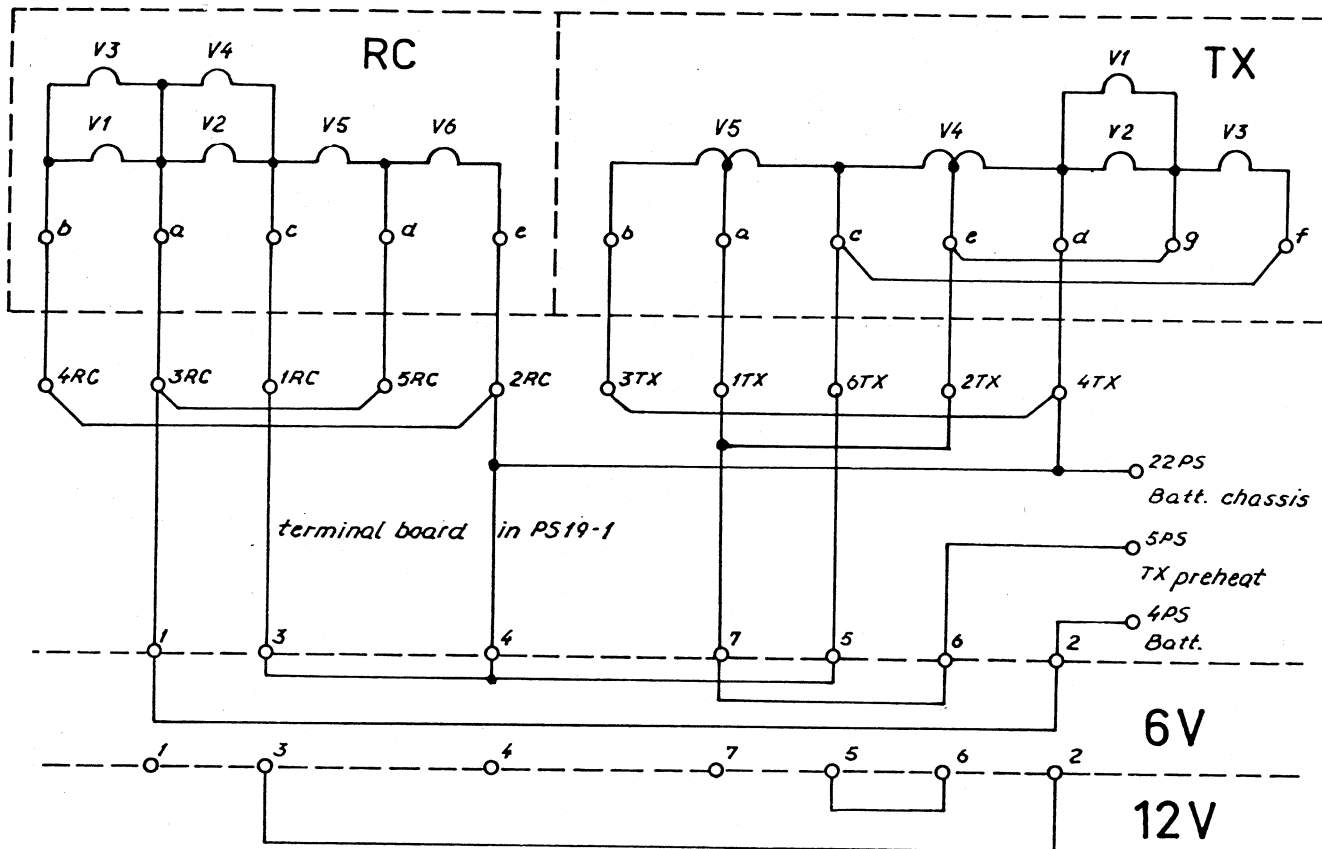 RC
TX
V3
V4
V1
V1
V2
V5
V6
V5
V4
V2
V3
b
a
c
d
e
b
a
c
e
d
g
f
4RC
3RC
1RC
5RC
2RC
3TX
1TX
6TX
2TX
4TX
22PS
Batt. chassis
terminal board in PS19-1
5PS
TX preheat
4PS
Batt.
1
3
4
7
5
6
2
6V
1
3
4
7
5
6
2
12V